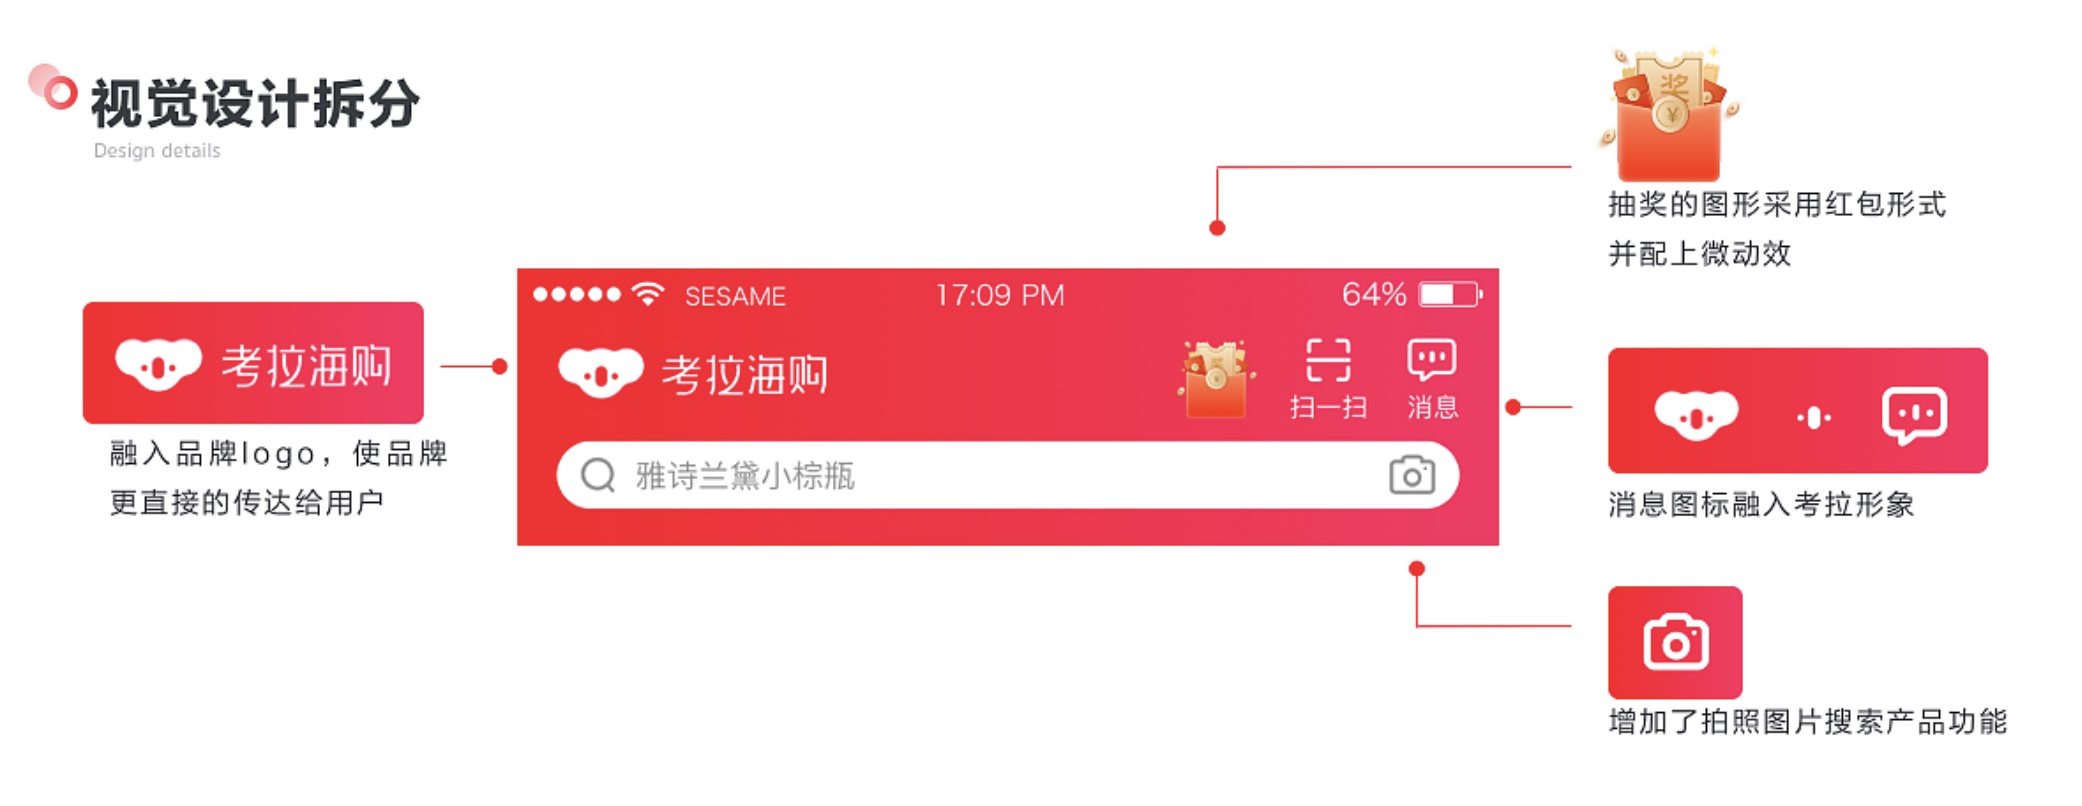 视觉设计拆分
Design details
奖
¥
抽奖的图形采用红包形式
并配上微动效
考拉海购
融入品牌logo，使品牌
更直接的传达给用户
SESAME 17:09 PM 64%
考拉海购
扫一扫 消息
雅诗兰黛小棕瓶
消息图标融入考拉形象
增加了拍照图片搜索产品功能